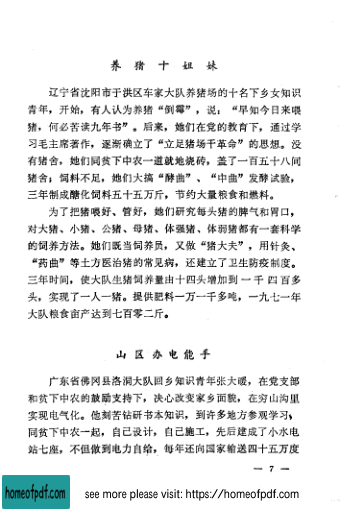 养猪十姐妹
辽宁省沈阳市于洪区车家大队养猪场的十名下乡女知识
青年，开始，有人认为养猪“倒霉”，说：“早知今日来喂
猪，何必苦读九年书”。后来，她们在党的教育下，通过学
习毛主席著作，逐渐确立了“立足猪场干革命”的思想。没
有猪舍，她们同贫下中农一道就地烧砖，盖了一百五十八间
猪舍；饲料不足，她们大搞“酵曲”、“中曲”发酵试验，
三年制成醣化饲料五十五万斤，节约大量粮食和燃料。
为了把猪喂好、管好，她们研究每头猪的脾气和胃口，
对大猪、小猪、公猪、母猪、体强猪、体弱猪都有一套科学
的饲养方法。她们既当饲养员，又做“猪大夫”，用针灸、
“药曲”等土方医治猪的常见病，还建立了卫生防疫制度。
三年时间，使大队生猪饲养量由十四头增加到一千四百多
头，实现了一人一猪。提供肥料一万一千多吨，一九七一年
大队粮食亩产达到七百零二斤。
山区办电能手
广东省佛冈县洛洞大队回乡知识青年张大暖，在党支部
和贫下中农的鼓励支持下，决心改变家乡面貌，在穷山沟里
实现电气化。他刻苦钻研书本知识，到许多地方参观学习，
同贫下中农一起，自己设计，自己施工，先后建成了小水电
站七座，不但做到电力自给，每年还向国家输送四十五万度
— 7 —
homeofpdf.com
see more please visit: https://homeofpdf.com